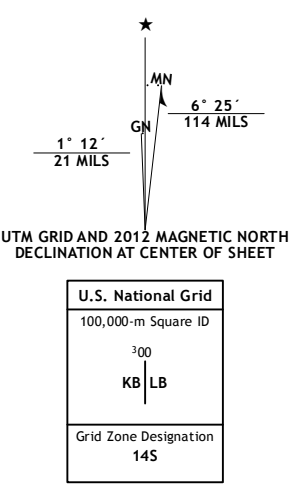 ★
MN
6° 25´
114 MILS
GN
1° 12´
21 MILS
UTM GRID AND 2012 MAGNETIC NORTH
DECLINATION AT CENTER OF SHEET
U.S. National Grid
100,000-m Square ID
³00
KB LB
Grid Zone Designation
14S